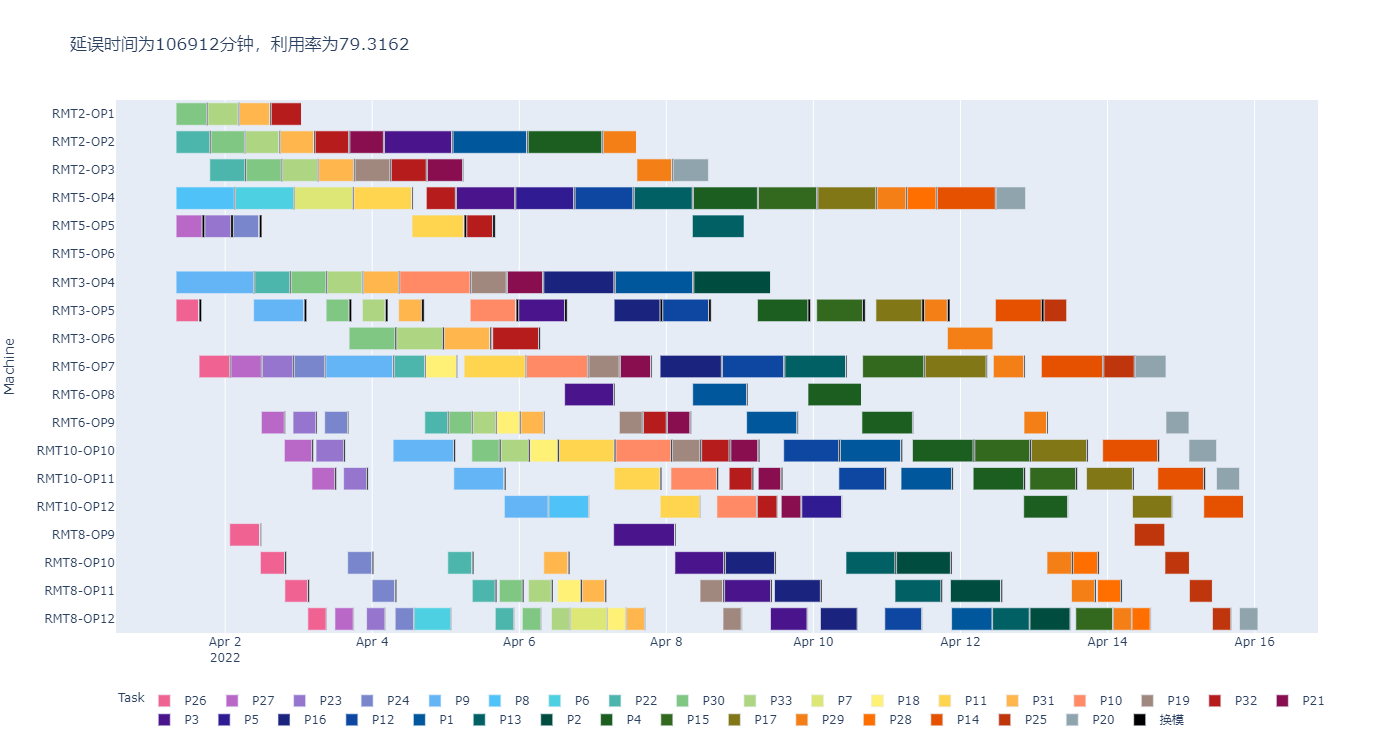 延误时间为106912分钟，利用率为79.3162
RMT2-OP1
RMT2-OP2
RMT2-OP3
RMT5-OP4
RMT5-OP5
RMT5-OP6
RMT3-OP4
RMT3-OP5
RMT3-OP6
RMT6-OP7
RMT6-OP8
RMT6-OP9
RMT10-OP10
RMT10-OP11
RMT10-OP12
RMT8-OP9
RMT8-OP10
RMT8-OP11
RMT8-OP12
Machine
Apr 2 Apr 4 Apr 6 Apr 8 Apr 10 Apr 12 Apr 14 Apr 16
2022
Task P26 P27 P23 P24 P9 P8 P6 P22 P30 P33 P7 P18 P11 P31 P10 P19 P32 P21
P3 P5 P16 P12 P1 P13 P2 P4 P15 P17 P29 P28 P14 P25 P20 换模